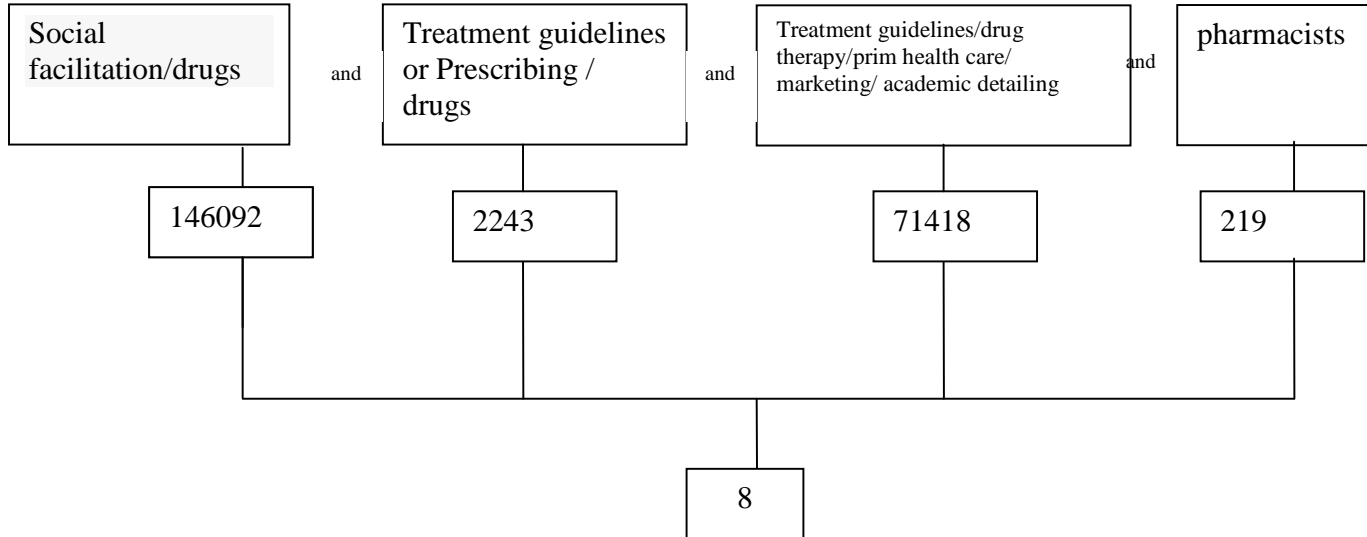 Social
facilitation/drugs
and
Treatment guidelines
or Prescribing /
drugs
and
Treatment guidelines/drug
therapy/prim health care/
marketing/ academic detailing
and
pharmacists
146092
2243
71418
219
8